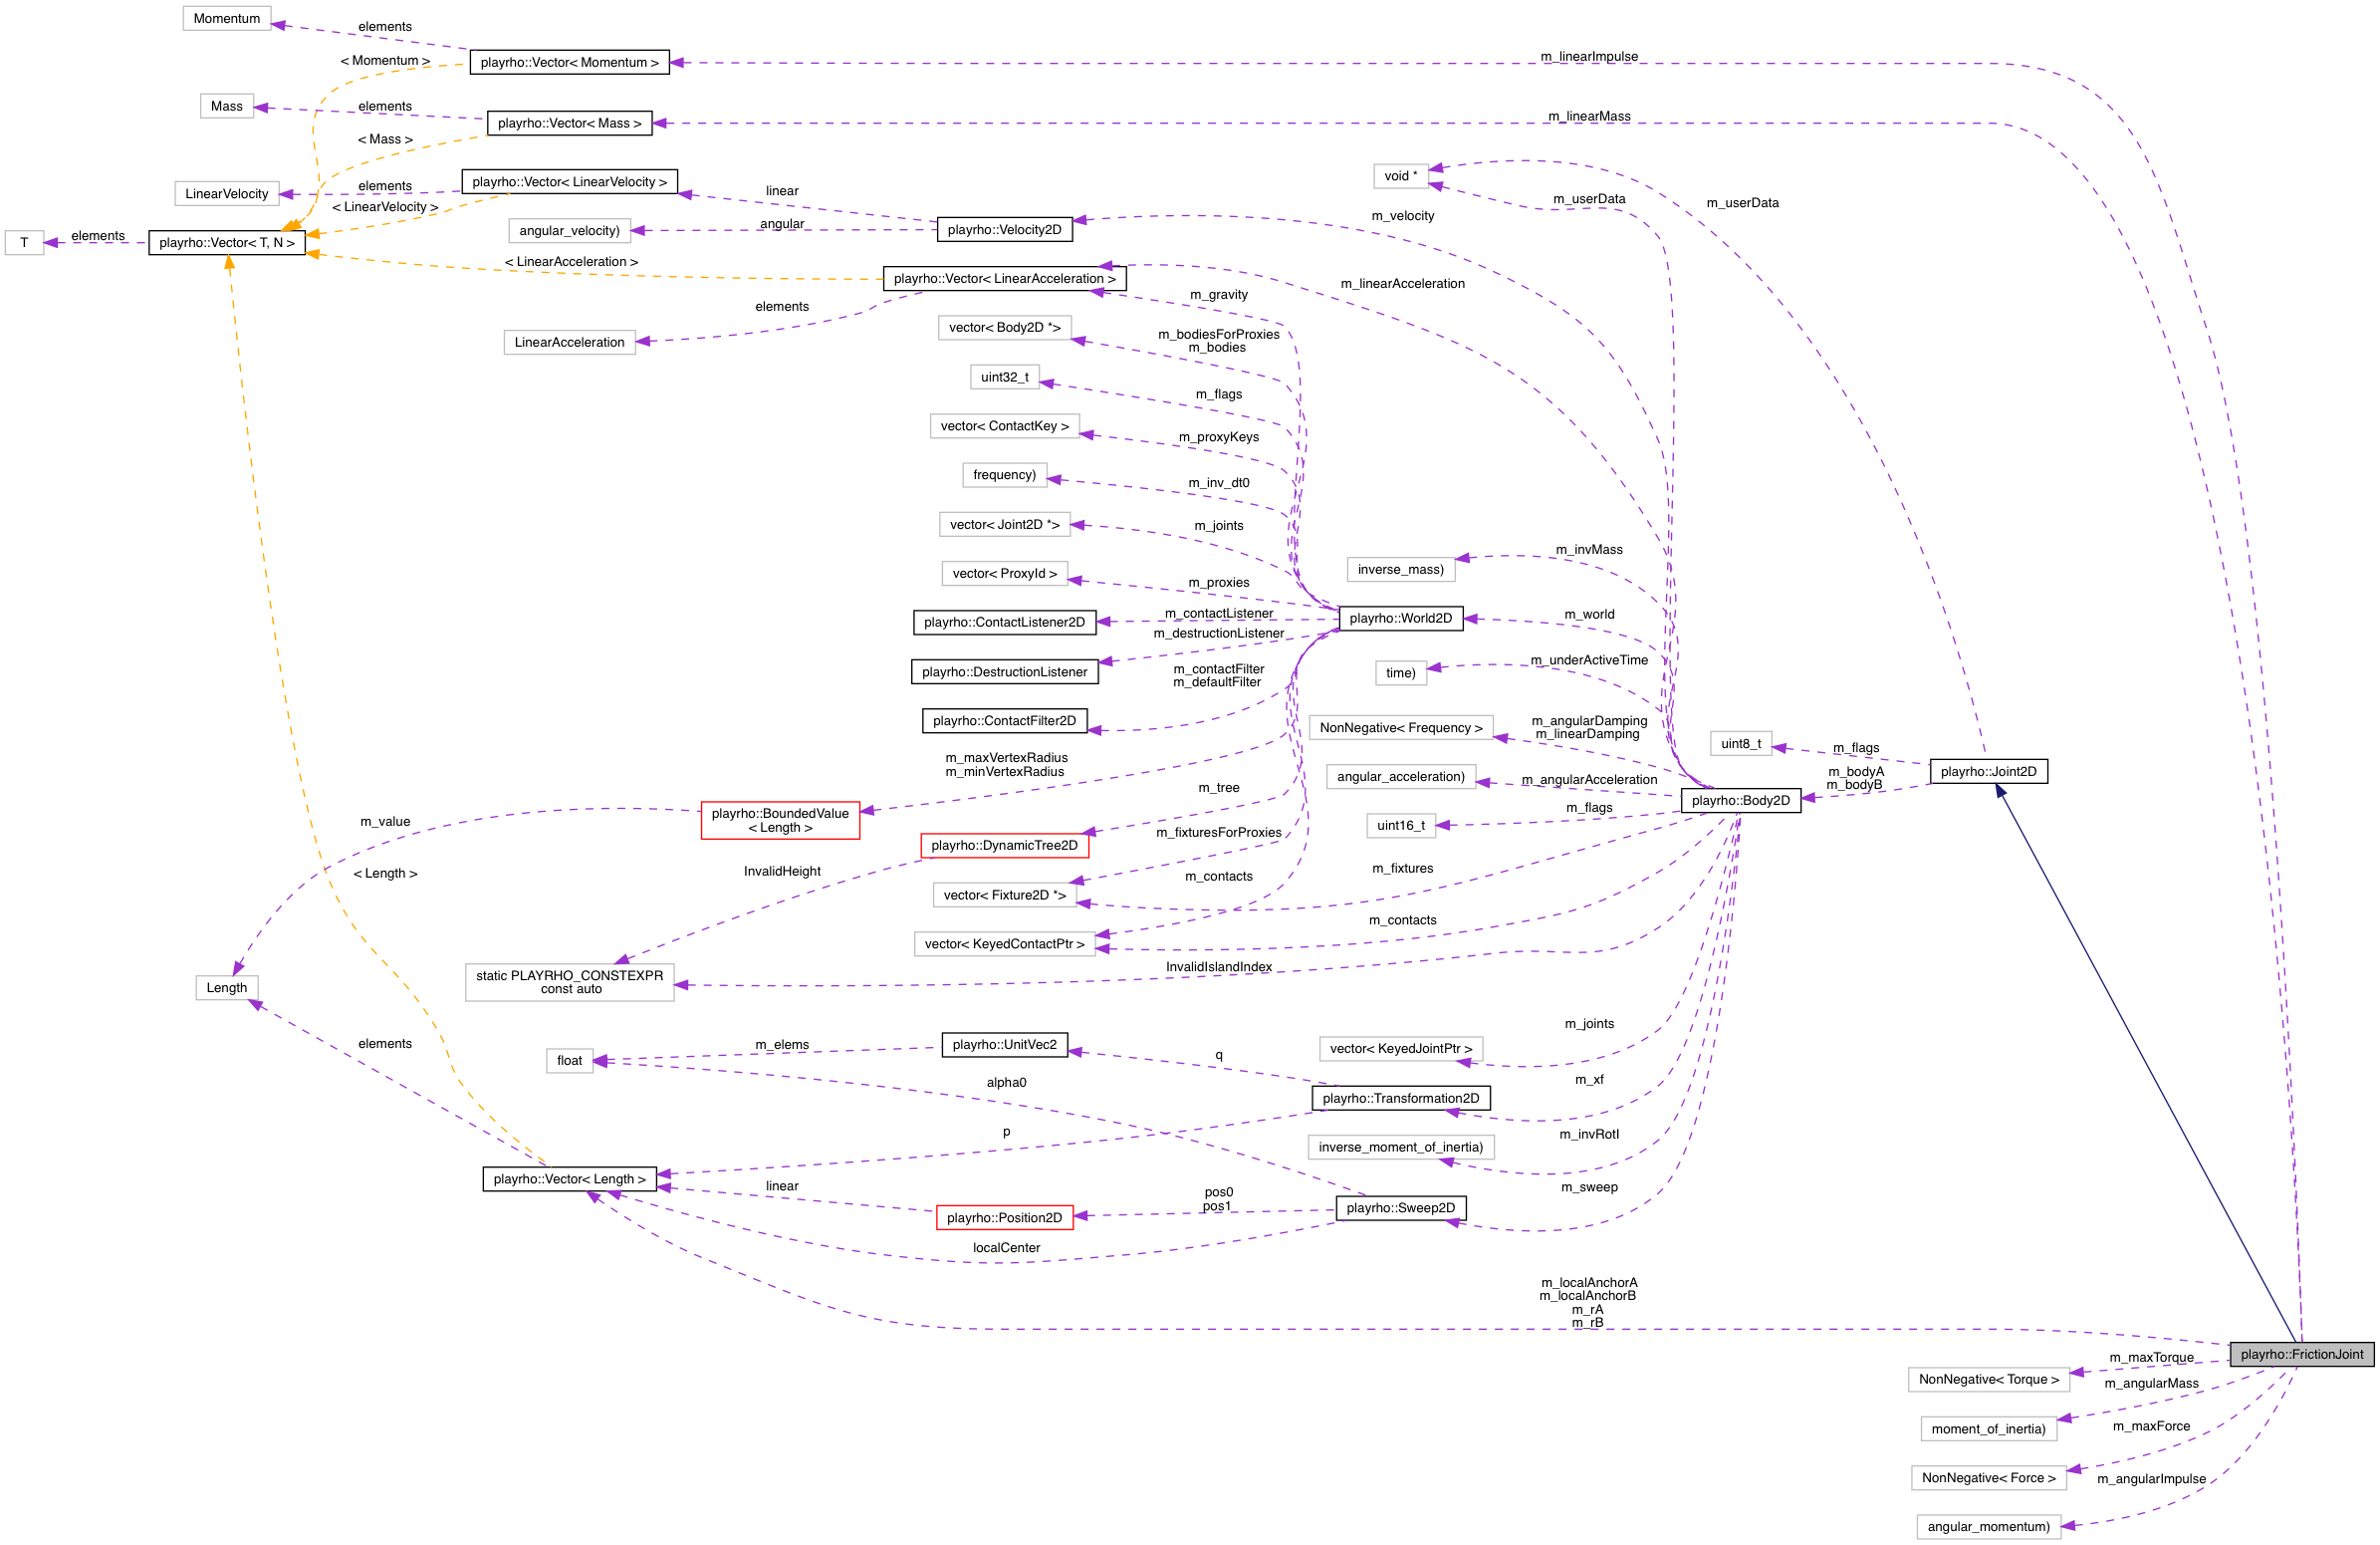 Momentum
elements
playrho::Vector< Momentum >
m_linearImpulse
< Momentum >
Mass
elements
playrho::Vector< Mass >
m_linearMass
< Mass >
void *
LinearVelocity
elements
playrho::Vector< LinearVelocity >
linear
m_userData
m_userData
< LinearVelocity >
angular_velocity)
angular
playrho::Velocity2D
m_velocity
T
elements
playrho::Vector< T, N >
< LinearAcceleration >
playrho::Vector< LinearAcceleration >
m_linearAcceleration
elements
m_gravity
LinearAcceleration
vector< Body2D *>
m_bodiesForProxies
m_bodies
uint32_t
m_flags
vector< ContactKey >
m_proxyKeys
frequency)
m_inv_dt0
vector< Joint2D *>
m_joints
inverse_mass)
m_invMass
vector< ProxyId >
m_proxies
playrho::ContactListener2D
m_contactListener
playrho::World2D
m_world
m_destructionListener
playrho::DestructionListener
m_contactFilter
m_defaultFilter
time)
m_underActiveTime
playrho::ContactFilter2D
NonNegative< Frequency >
m_angularDamping
m_linearDamping
uint8_t
m_flags
m_maxVertexRadius
m_minVertexRadius
angular_acceleration)
m_angularAcceleration
m_bodyA
m_bodyB
playrho::Joint2D
m_tree
playrho::Body2D
m_value
playrho::BoundedValue
< Length >
uint16_t
m_flags
playrho::DynamicTree2D
m_fixturesForProxies
< Length >
InvalidHeight
m_contacts
m_fixtures
vector< Fixture2D *>
vector< KeyedContactPtr >
m_contacts
static PLAYRHO_CONSTEXPR
const auto
InvalidIslandIndex
Length
elements
float
m_elems
playrho::UnitVec2
q
vector< KeyedJointPtr >
m_joints
alpha0
playrho::Transformation2D
m_xf
p
inverse_moment_of_inertia)
m_invRotI
playrho::Vector< Length >
linear
playrho::Position2D
pos0
pos1
playrho::Sweep2D
m_sweep
localCenter
m_localAnchorA
m_localAnchorB
m_rA
m_rB
playrho::FrictionJoint
NonNegative< Torque >
m_maxTorque
m_angularMass
moment_of_inertia)
m_maxForce
NonNegative< Force >
m_angularImpulse
angular_momentum)